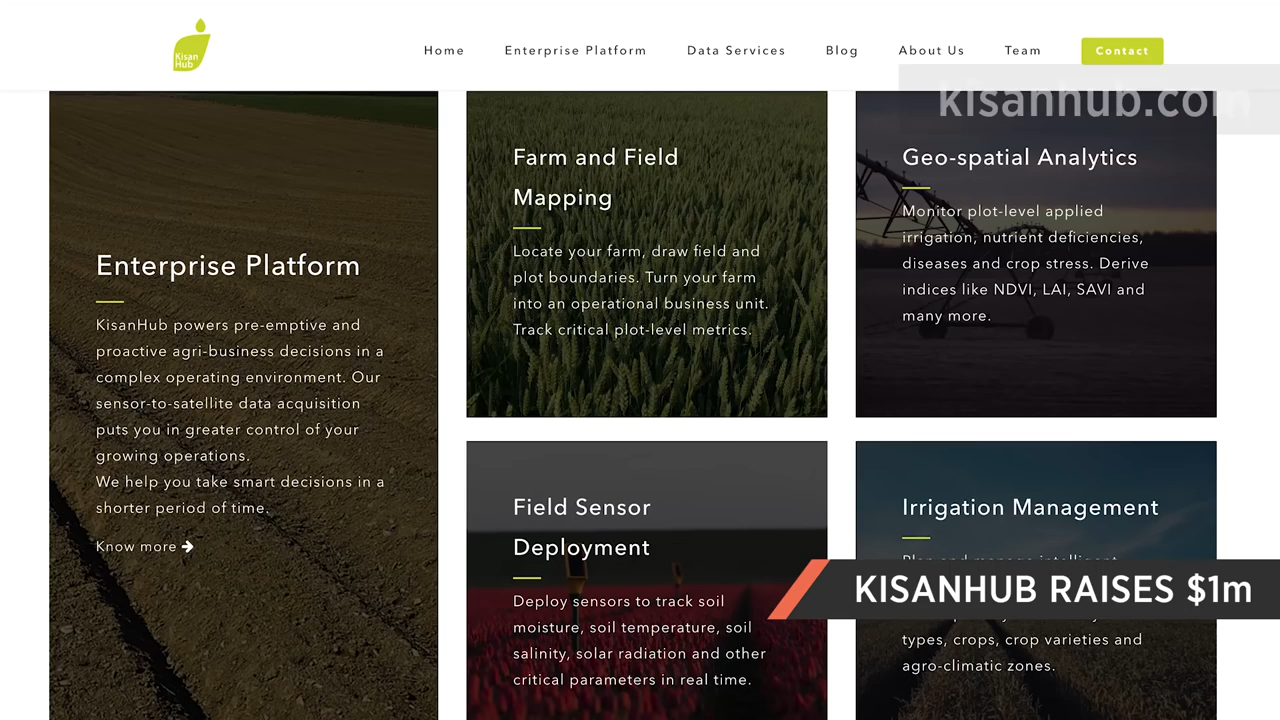 Kisan
Hub
Home
Enterprise Platform
Data Services
Blog
About Us
Team
Contact
kisanhub.com
Enterprise Platform
KisanHub powers pre-emptive and
proactive agri-business decisions in a
complex operating environment. Our
sensor-to-satellite data acquisition
puts you in greater control of your
growing operations.
We help you take smart decisions in a
shorter period of time.
Know more
Farm and Field
Mapping
Locate your farm, draw field and
plot boundaries. Turn your farm
into an operational business unit.
Track critical plot-level metrics.
Geo-spatial Analytics
Monitor plot-level applied
irrigation, nutrient deficiencies,
diseases and crop stress. Derive
indices like NDVI, LAI, SAVI and
many more.
Field Sensor
Deployment
Deploy sensors to track soil
moisture, soil temperature, soil
salinity, solar radiation and other
critical parameters in real time.
Irrigation Management
Plan and manage intelligent
types, crops, crop varieties and
agro-climatic zones.
KISANHUB RAISES $1m